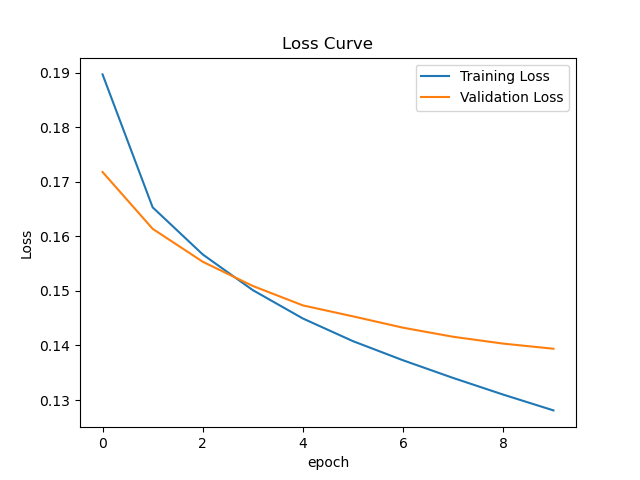 Loss Curve
Training Loss
Validation Loss
0.19
0.18
0.17
0.16
0.15
0.14
0.13
Loss
0 2 4 6 8
epoch